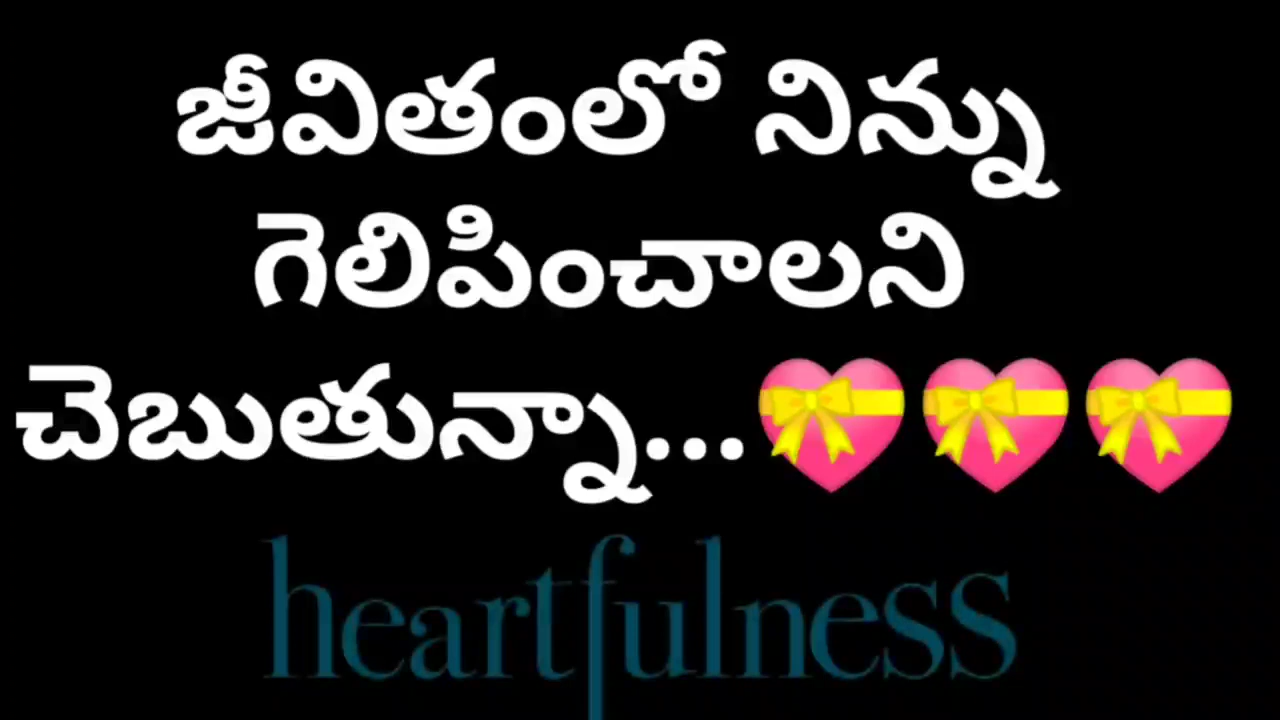 జీవితంలో నిన్ను
గెలిపించాలని
చెబుతున్నా...💝💝💝
heartfulness